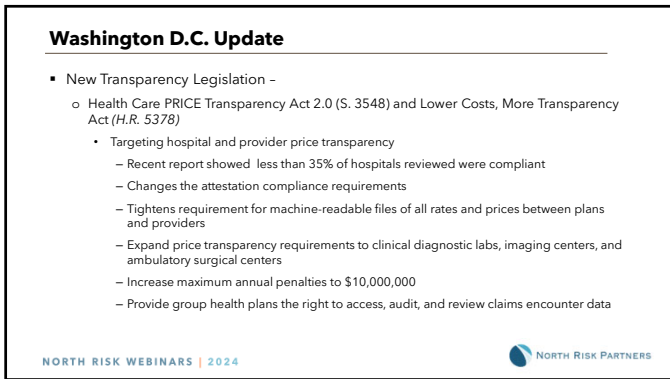 Washington D.C. Update
▪ New Transparency Legislation –
o Health Care PRICE Transparency Act 2.0 (S. 3548) and Lower Costs, More Transparency
Act (H.R. 5378)
• Targeting hospital and provider price transparency
– Recent report showed less than 35% of hospitals reviewed were compliant
– Changes the attestation compliance requirements
– Tightens requirement for machine-readable files of all rates and prices between plans
and providers
– Expand price transparency requirements to clinical diagnostic labs, imaging centers, and
ambulatory surgical centers
– Increase maximum annual penalties to $10,000,000
– Provide group health plans the right to access, audit, and review claims encounter data
NORTH RISK WEBINARS | 2024
NORTH RISK PARTNERS